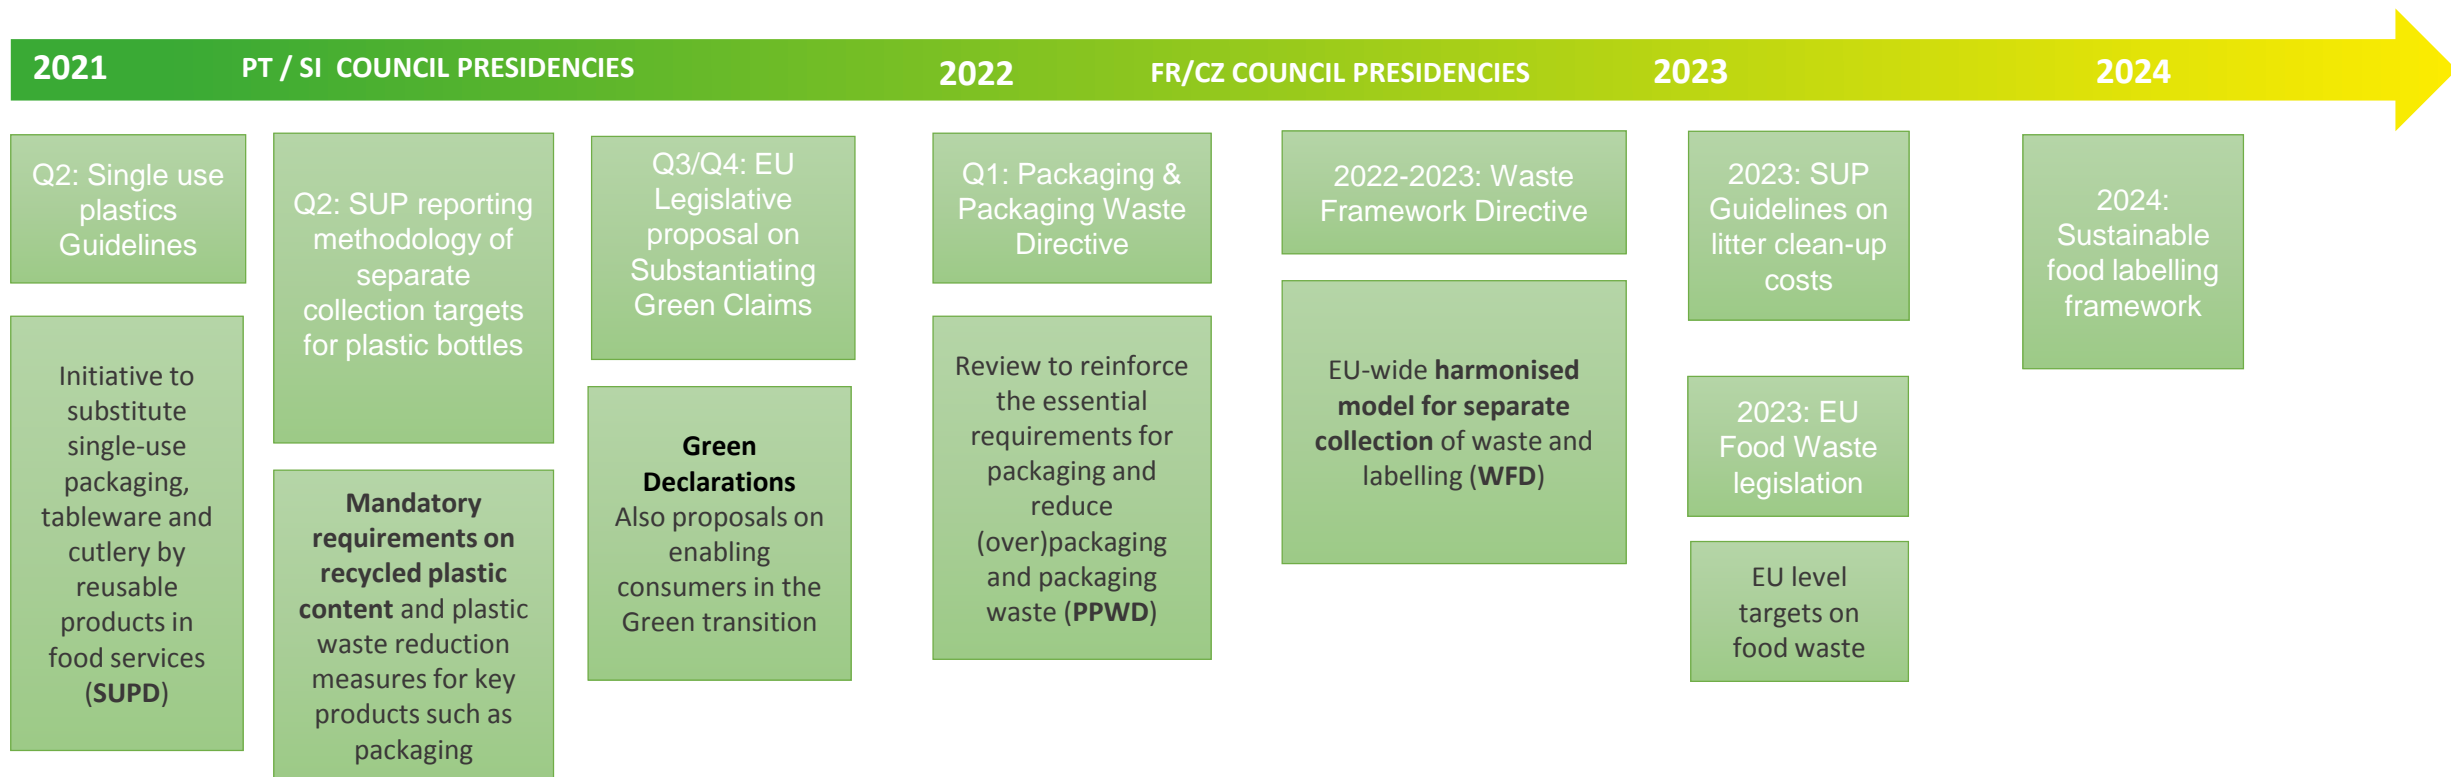 2021
PT / SI  COUNCIL PRESIDENCIES
2022
FR/CZ COUNCIL PRESIDENCIES
2023
2024
Q2: Single use
plastics
Guidelines
Initiative to
substitute
single-use
packaging,
tableware and
cutlery by
reusable
products in
food services
(SUPD)
Q2: SUP reporting
methodology of
separate
collection targets
for plastic bottles
Mandatory
requirements on
recycled plastic
content and plastic
waste reduction
measures for key
products such as
packaging
Q3/Q4: EU
Legislative
proposal on
Substantiating
Green Claims
Green
Declarations
Also proposals on
enabling
consumers in the
Green transition
Q1: Packaging &
Packaging Waste
Directive
Review to reinforce
the essential
requirements for
packaging and
reduce
(over)packaging
and packaging
waste (PPWD)
2022-2023: Waste
Framework Directive
EU-wide harmonised
model for separate
collection of waste and
labelling (WFD)
2023: SUP
Guidelines on
litter clean-up
costs
2023: EU
Food Waste
legislation
EU level
targets on
food waste
2024:
Sustainable
food labelling
framework